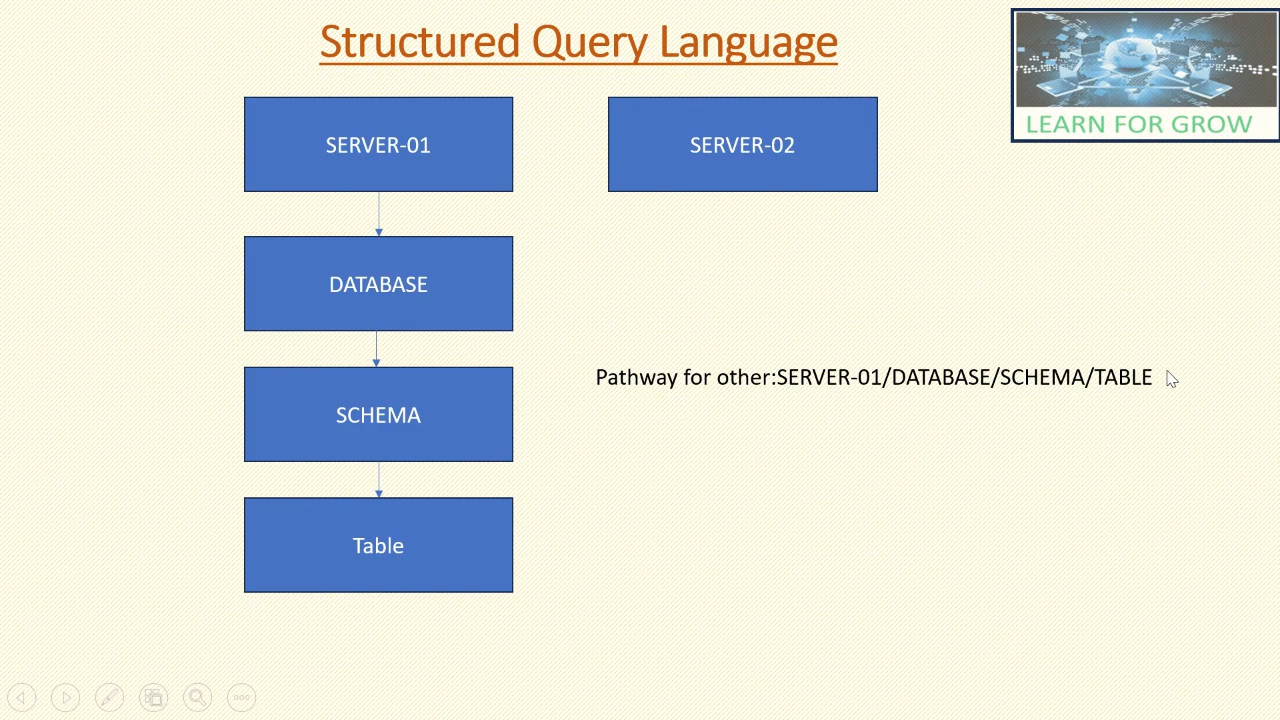 Structured Query Language
LEARN FOR GROW
SERVER-01
SERVER-02
DATABASE
Pathway for other:SERVER-01/DATABASE/SCHEMA/TABLE
SCHEMA
Table